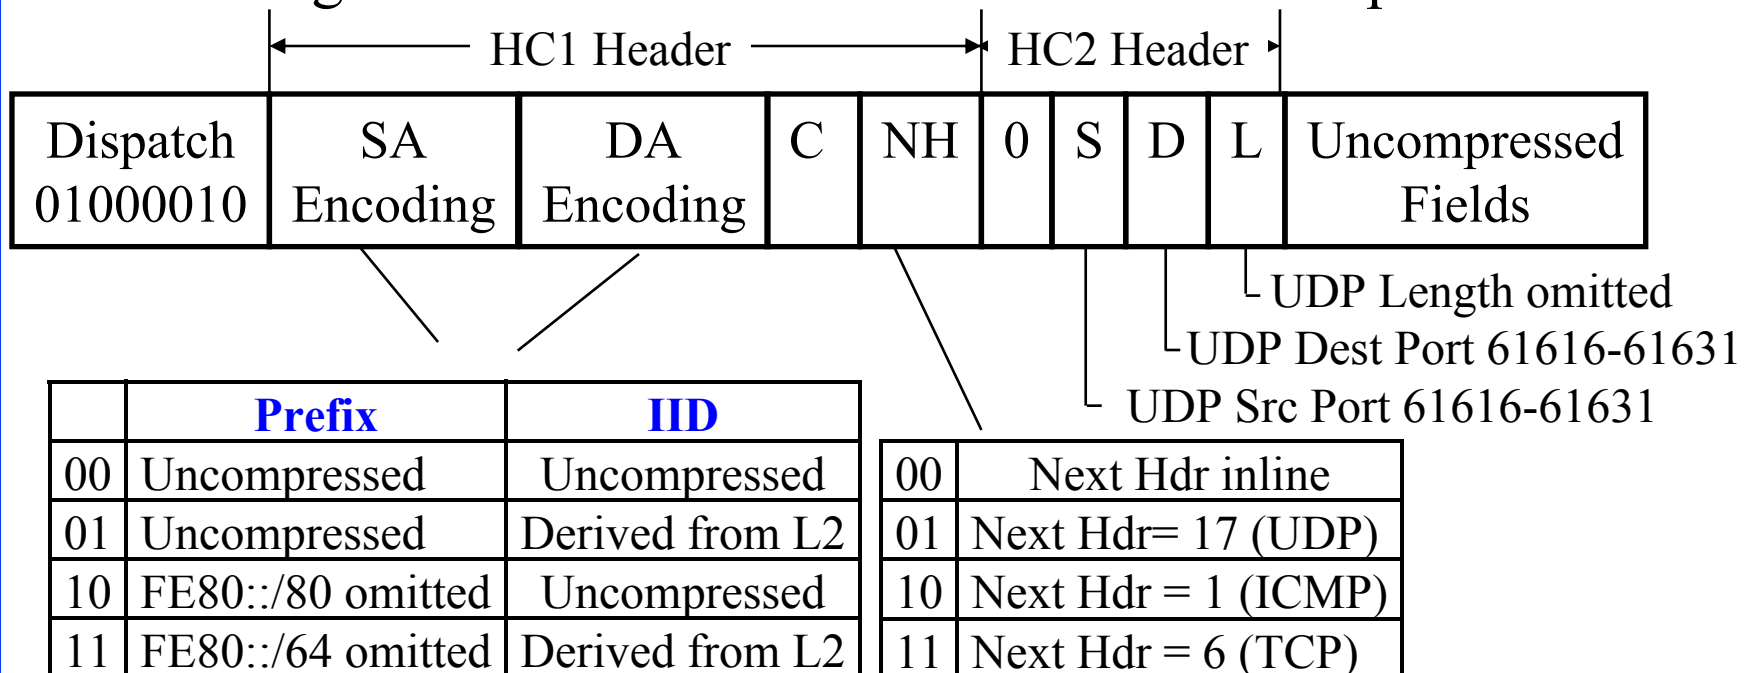 HC1 Header HC2 Header
Dispatch SA DA C NH 0 S D L Uncompressed
01000010 Encoding Encoding Fields
UDP Length omitted
UDP Dest Port 61616-61631
UDP Src Port 61616-61631
Prefix IID
00 Uncompressed Uncompressed
01 Uncompressed Derived from L2
10 FE80::/80 omitted Uncompressed
11 FE80::/64 omitted Derived from L2
00 Next Hdr inline
01 Next Hdr= 17 (UDP)
10 Next Hdr = 1 (ICMP)
11 Next Hdr = 6 (TCP)